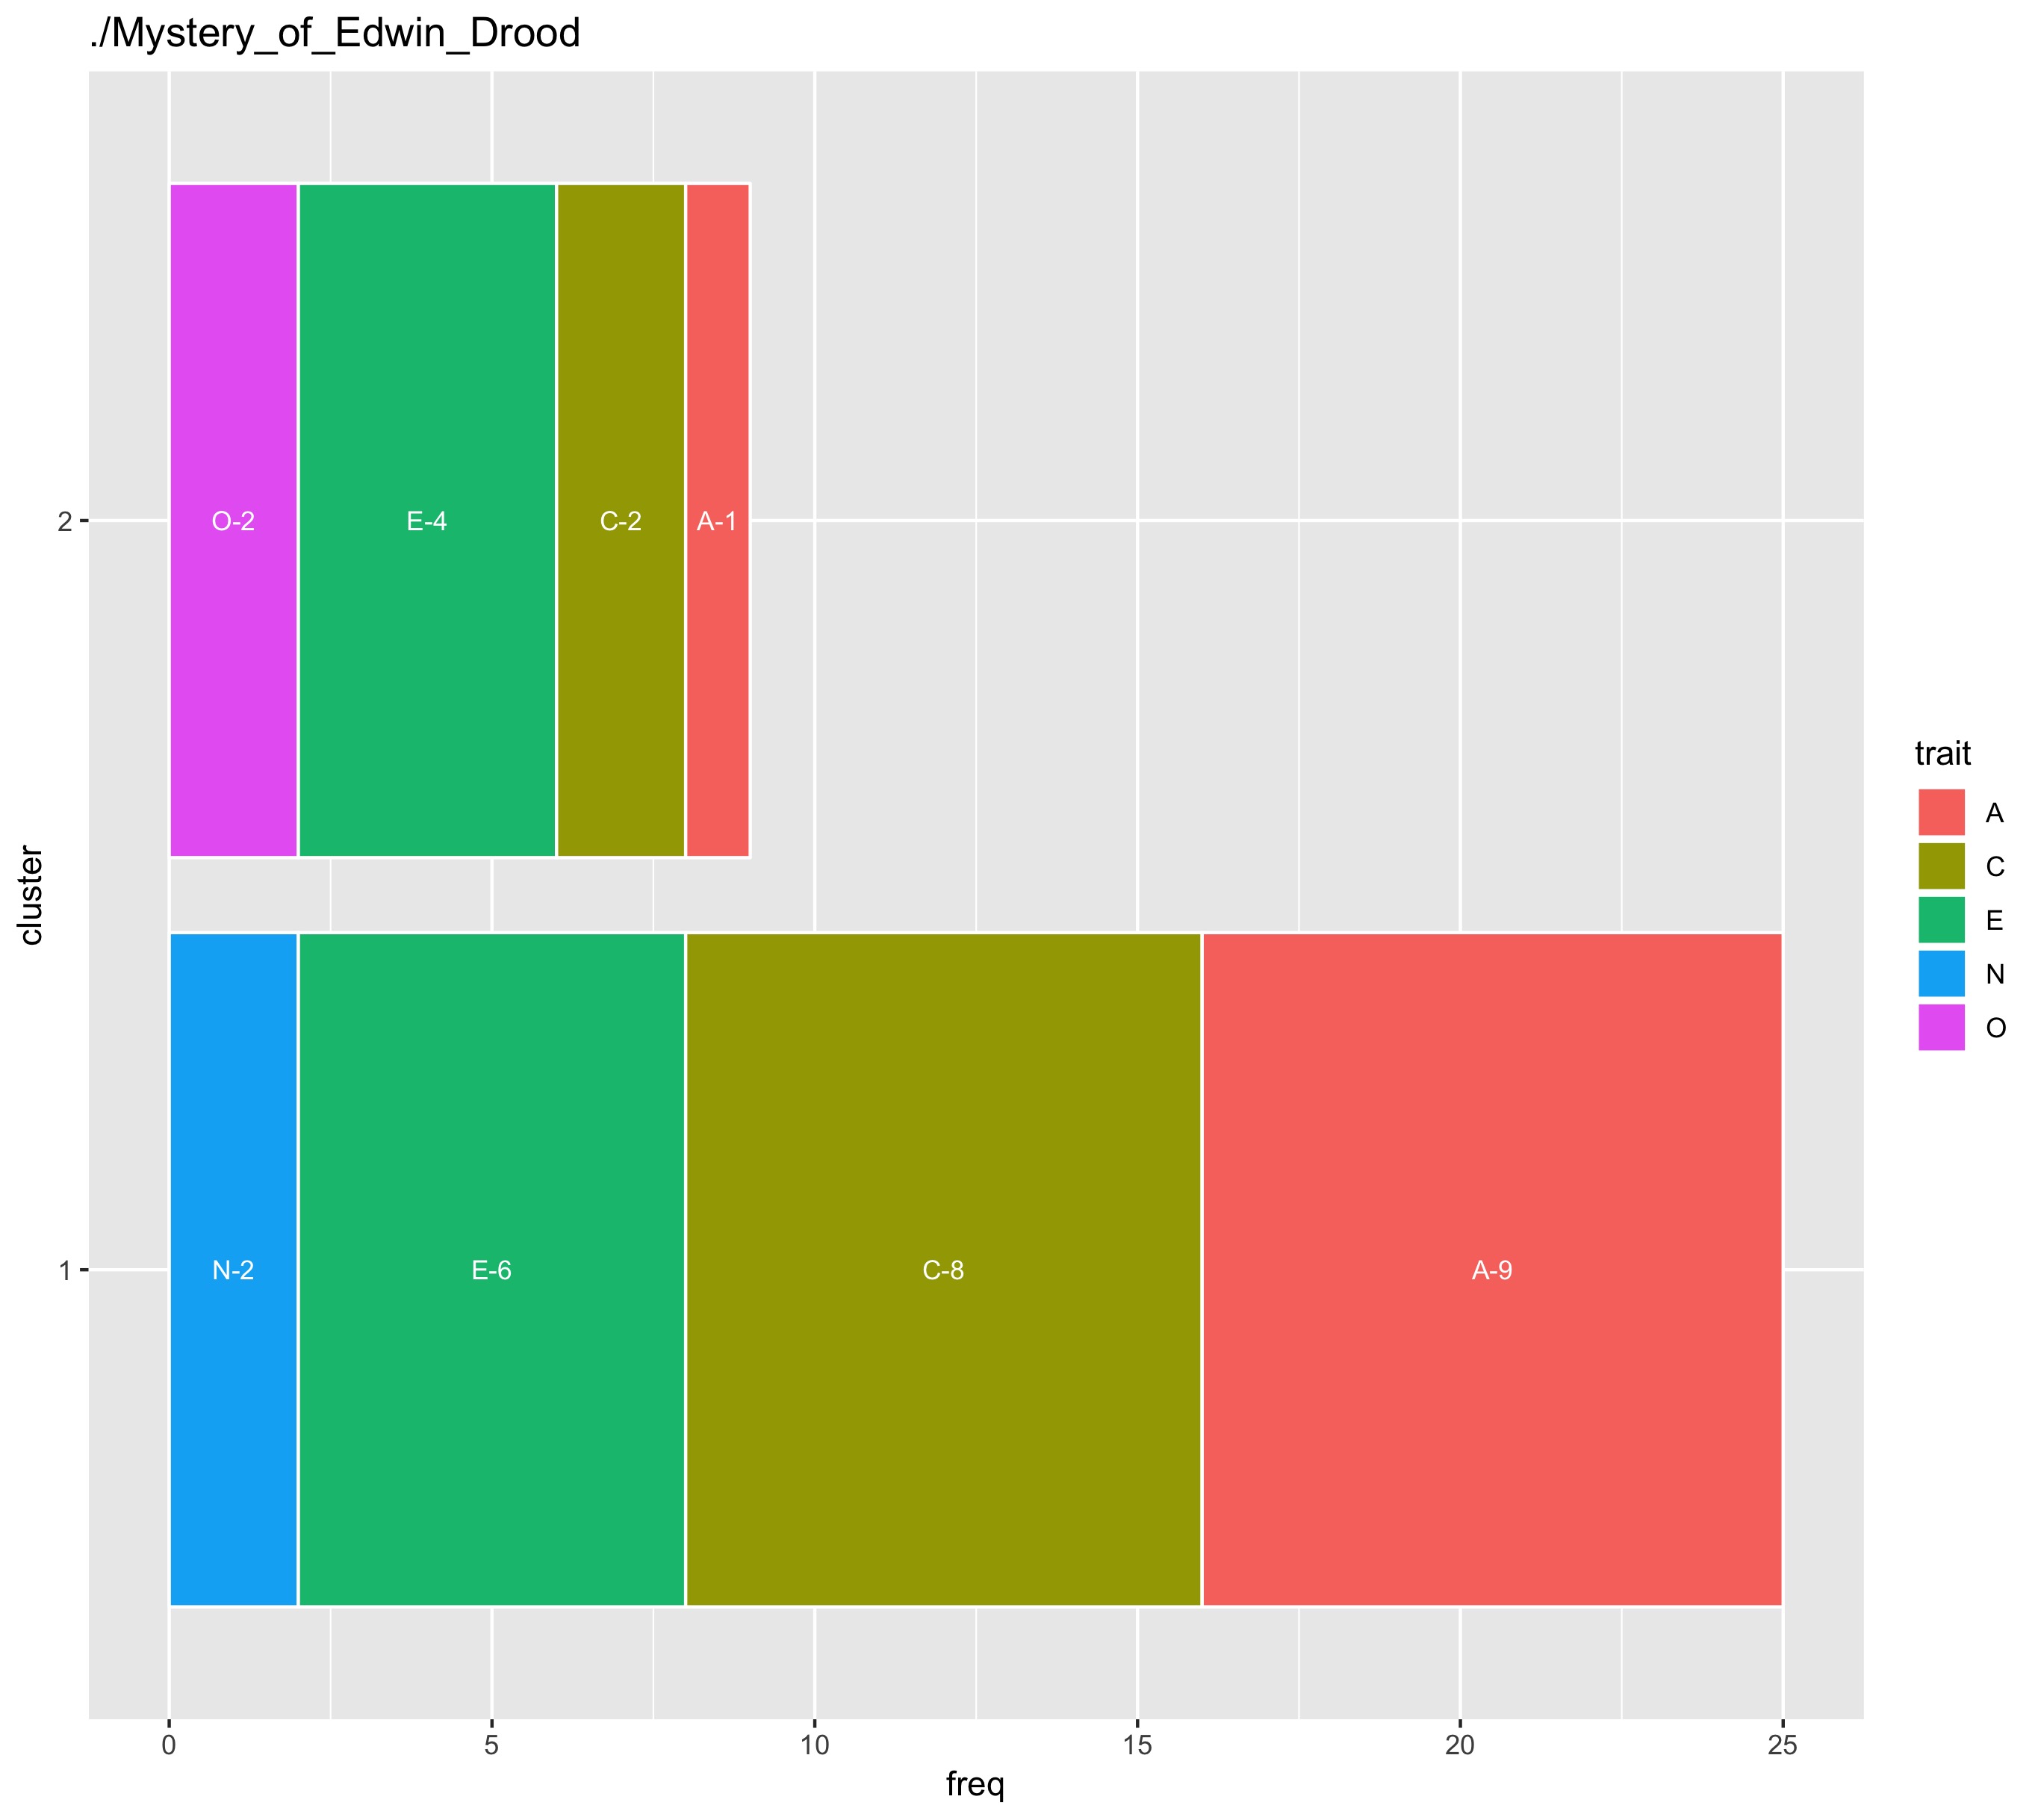 ./Mystery_of_Edwin_Drood
cluster
2
O-2 E-4 C-2 A-1
1
N-2 E-6 C-8 A-9
0 5 10 15 20 25
freq
trait
A
C
E
N
O